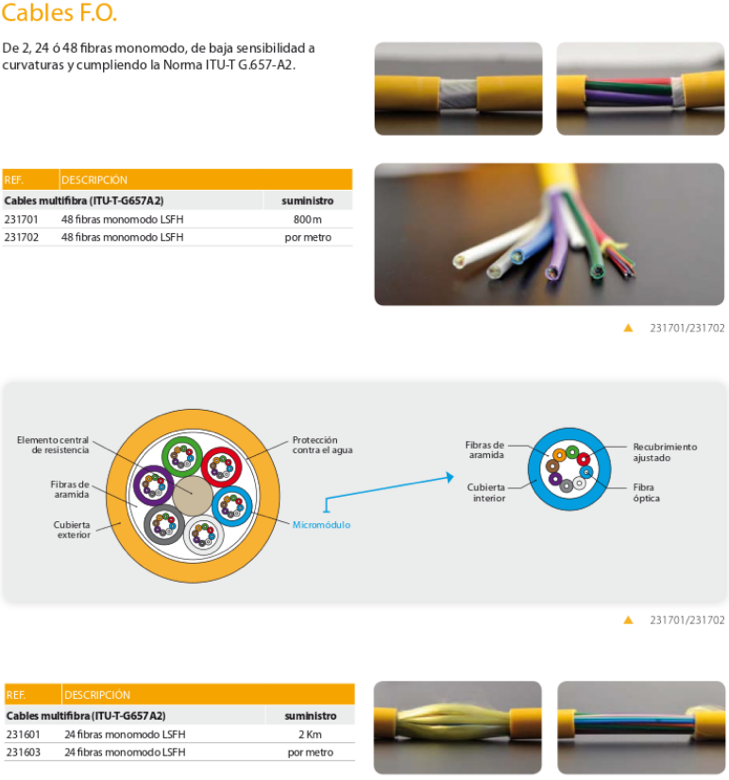 Cables F.O.
De 2, 24 ó 48 fibras monomodo, de baja sensibilidad a
curvaturas y cumpliendo la Norma ITU-T G.657-A2.
REF. DESCRIPCIÓN
Cables multifibra (ITU-T-G657A2) suministro
231701 48 fibras monomodo LSFH 800 m
231702 48 fibras monomodo LSFH por metro
231701/231702
Elemento central
de resistencia
Fibras de
aramida
Cubierta
exterior
Protección
contra el agua
Micromódulo
Fibras de
aramida
Cubierta
interior
Recubrimiento
ajustado
Fibra
óptica
231701/231702
REF. DESCRIPCIÓN
Cables multifibra (ITU-T-G657A2) suministro
231601 24 fibras monomodo LSFH 2 Km
231603 24 fibras monomodo LSFH por metro